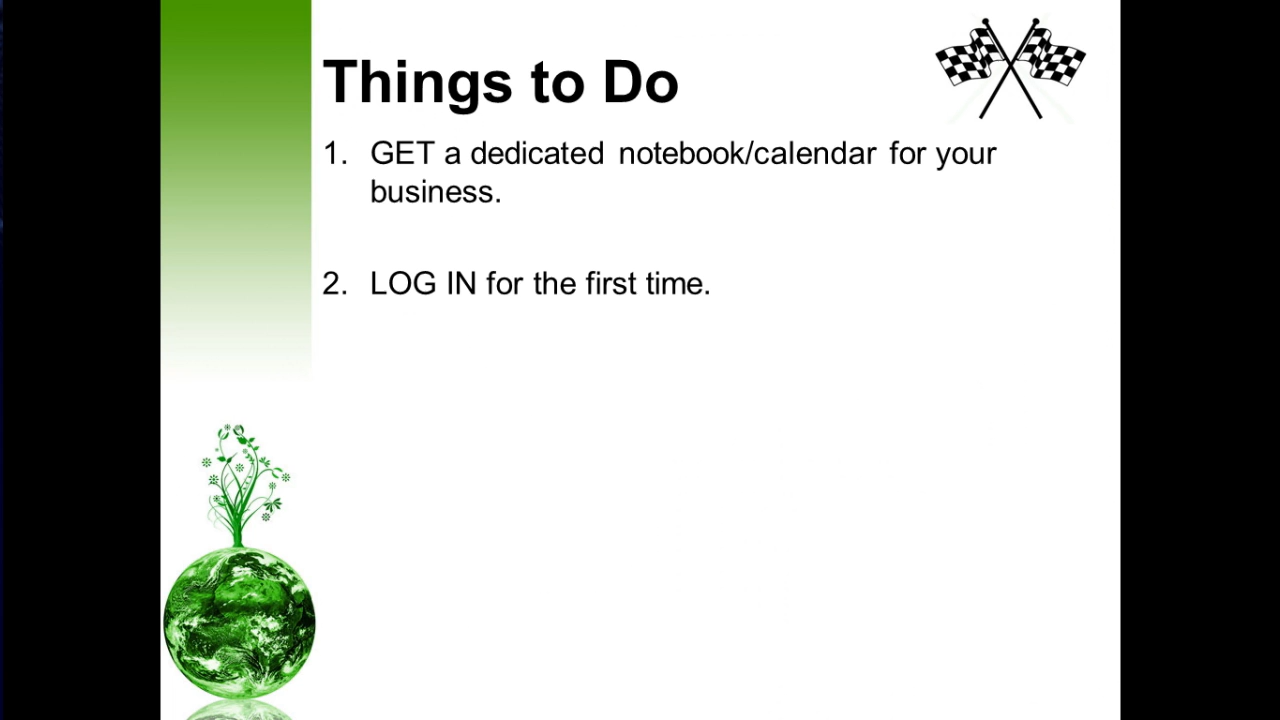 Things to Do
1. GET a dedicated notebook/calendar for your
business.
2. LOG IN for the first time.